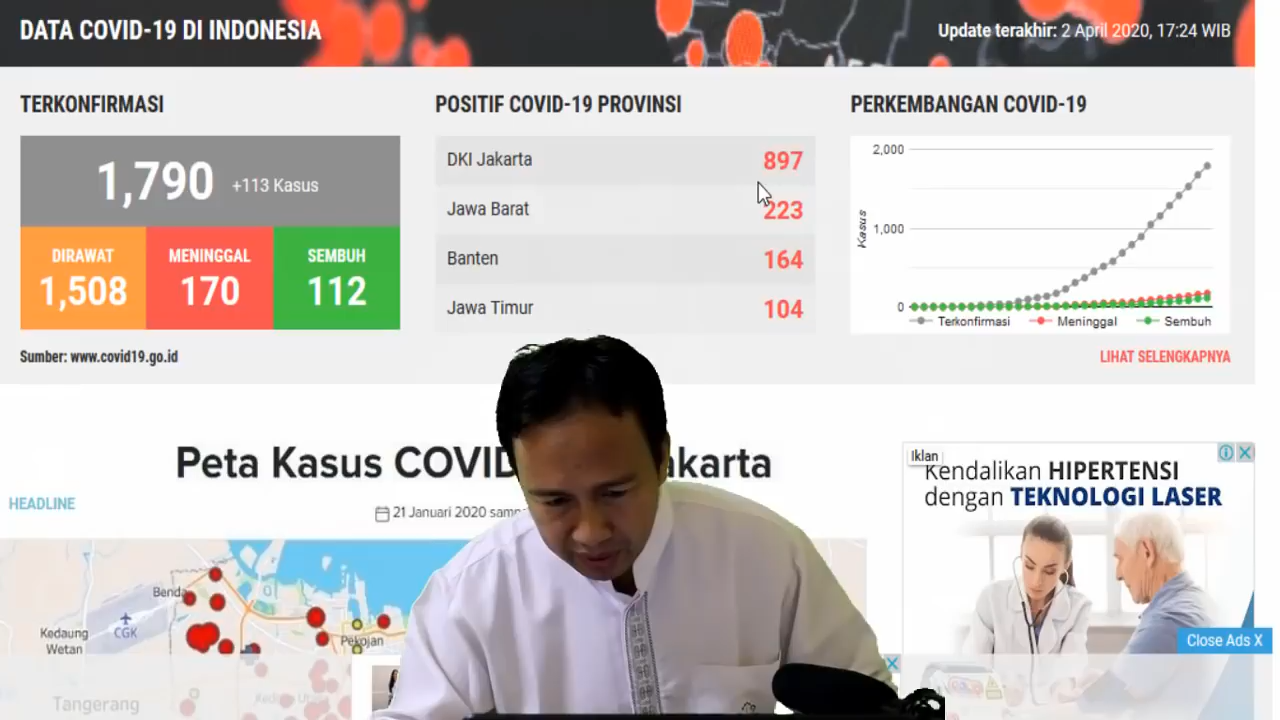 DATA COVID-19 DI INDONESIA
Update terakhir: 2 April 2020, 17:24 WIB
TERKONFIRMASI
1,790 +113 Kasus
DIRAWAT
1,508
MENINGGAL
170
SEMBUH
112
Sumber: www.covid19.go.id
POSITIF COVID-19 PROVINSI
DKI Jakarta 897
Jawa Barat 223
Banten 164
Jawa Timur 104
PERKEMBANGAN COVID-19
2,000
1,000
0
Kasus
Terkonfirmasi Meninggal Sembuh
LIHAT SELENGKAPNYA
Peta Kasus COVID
HEADLINE
21 Januari 2020
Benda
CGK
Kedaung
Wetan
Pekojan
Tangerang
Iklan
Kendalikan HIPERTENSI
dengan TEKNOLOGI LASER
Close Ads X